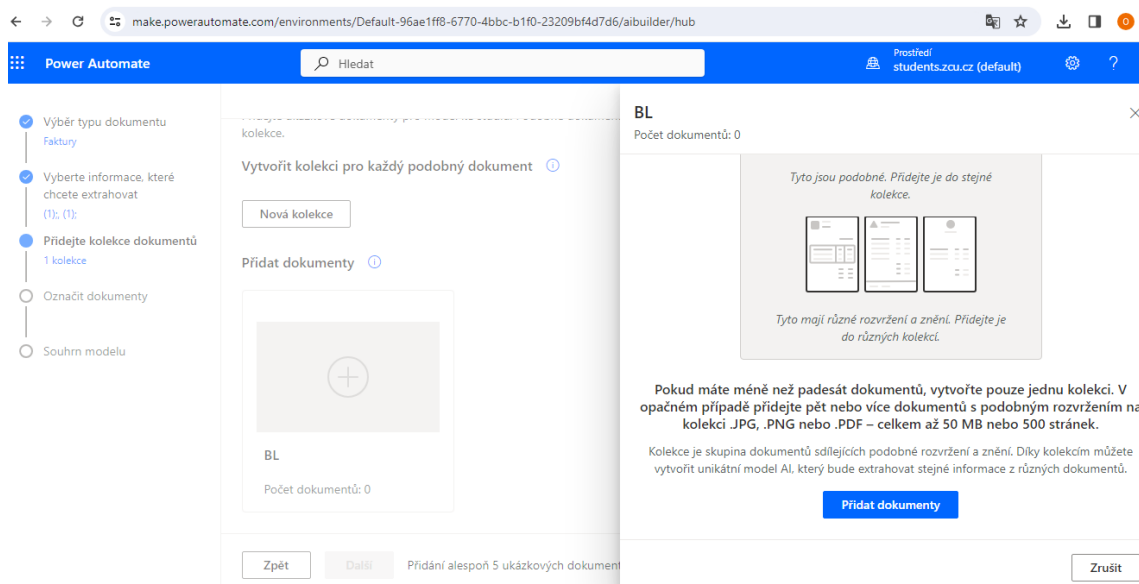 make.powerautomate.com/environments/Default-96ae1ff8-6770-4bbc-b1f0-23209bf4d7d6/aibuilder/hub
O
Power Automate
Hledat
Prostředí
students.zcu.cz (default)
?
Výběr typu dokumentu
Faktury
Vyberte informace, které
chcete extrahovat
(1);, (1);
Přidejte kolekce dokumentů
1 kolekce
Označit dokumenty
Souhrn modelu
kolekce.
Vytvořit kolekci pro každý podobný dokument
Nová kolekce
Přidat dokumenty
BL
Počet dokumentů: 0
Zpět
Další
Přidání alespoň 5 ukázkových dokument
BL
Počet dokumentů: 0
Tyto jsou podobné. Přidejte je do stejné
kolekce.
Tyto mají různé rozvržení a znění. Přidejte je
do různých kolekcí.
Pokud máte méně než padesát dokumentů, vytvořte pouze jednu kolekci. V
opačném případě přidejte pět nebo více dokumentů s podobným rozvržením na
kolekci .JPG, .PNG nebo .PDF – celkem až 50 MB nebo 500 stránek.
Kolekce je skupina dokumentů sdílejících podobné rozvržení a znění. Díky kolekcím můžete
vytvořit unikátní model AI, který bude extrahovat stejné informace z různých dokumentů.
Přidat dokumenty
Zrušit